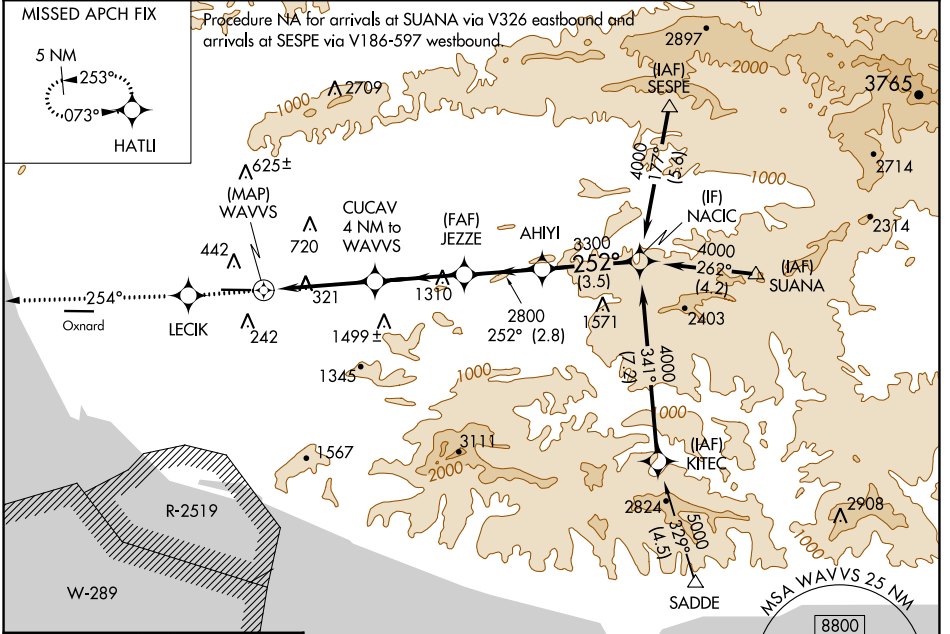 MISSED APCH FIX
5 NM
253°
073°
HATLI
Procedure NA for arrivals at SUANA via V326 eastbound and
arrivals at SESPE via V186-597 westbound.
2897
2000
(IAF)
SESPE
3765
2709
1000
4000
177°
(5.6)
2714
1000
625±
(MAP)
WAVVS
CUCAV
4 NM to
WAVVS
(FAF)
JEZZE
AHIYI
(IF)
NACIC
2314
720
442
3300
252°
(3.5)
4000
262°
(4.2)
(IAF)
SUANA
254°
Oxnard
LECIK
321
1310
2800
252° (2.8)
1571
2403
242
1499±
1345
1000
4000
341°
(7.2)
1000
(IAF)
KITEC
1567
3111
2000
R-2519
2824
5000
329°
(4.5)
2908
1000
W-289
SADDE
MSA WAVVS 25 NM
8800